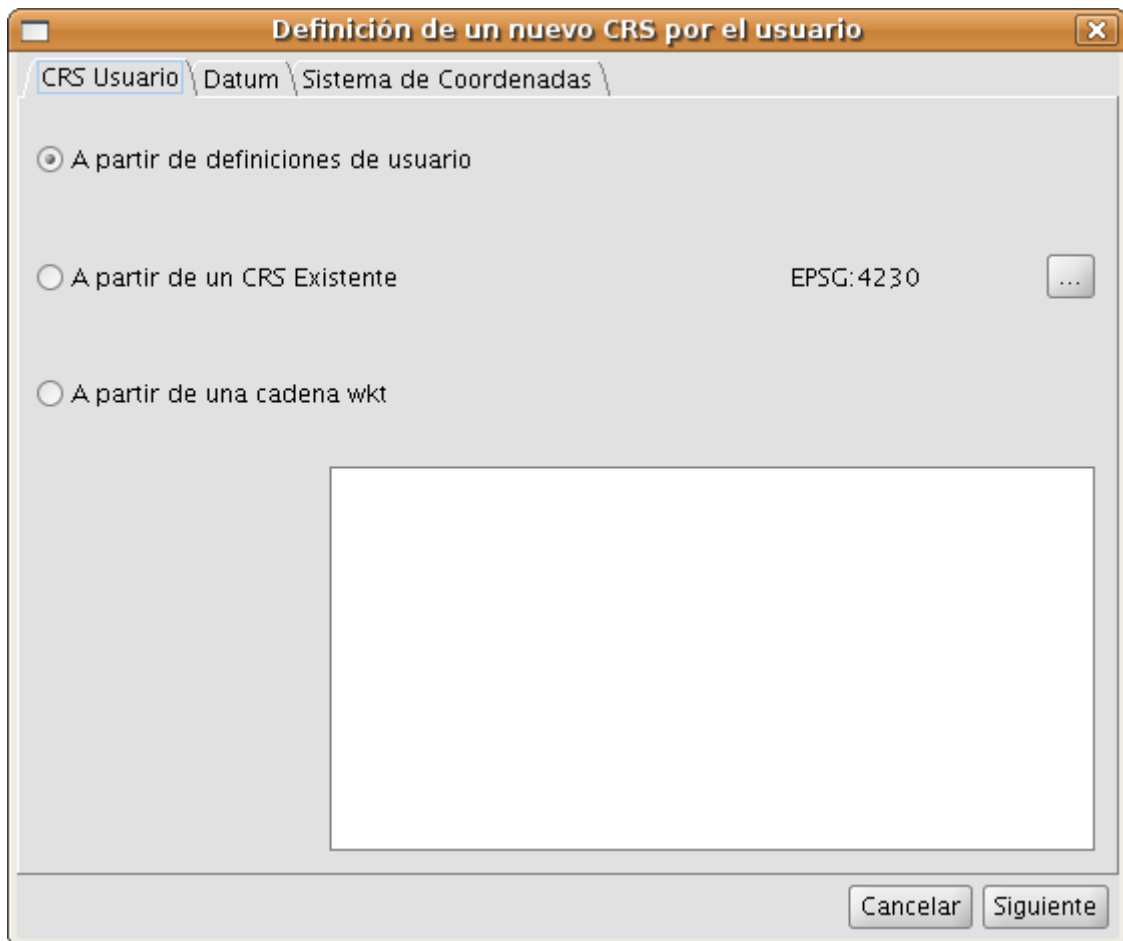 Definición de un nuevo CRS por el usuario
CRS Usuario Datum Sistema de Coordenadas
A partir de definiciones de usuario
A partir de un CRS Existente EPSG:4230 ...
A partir de una cadena wkt
Cancelar Siguiente